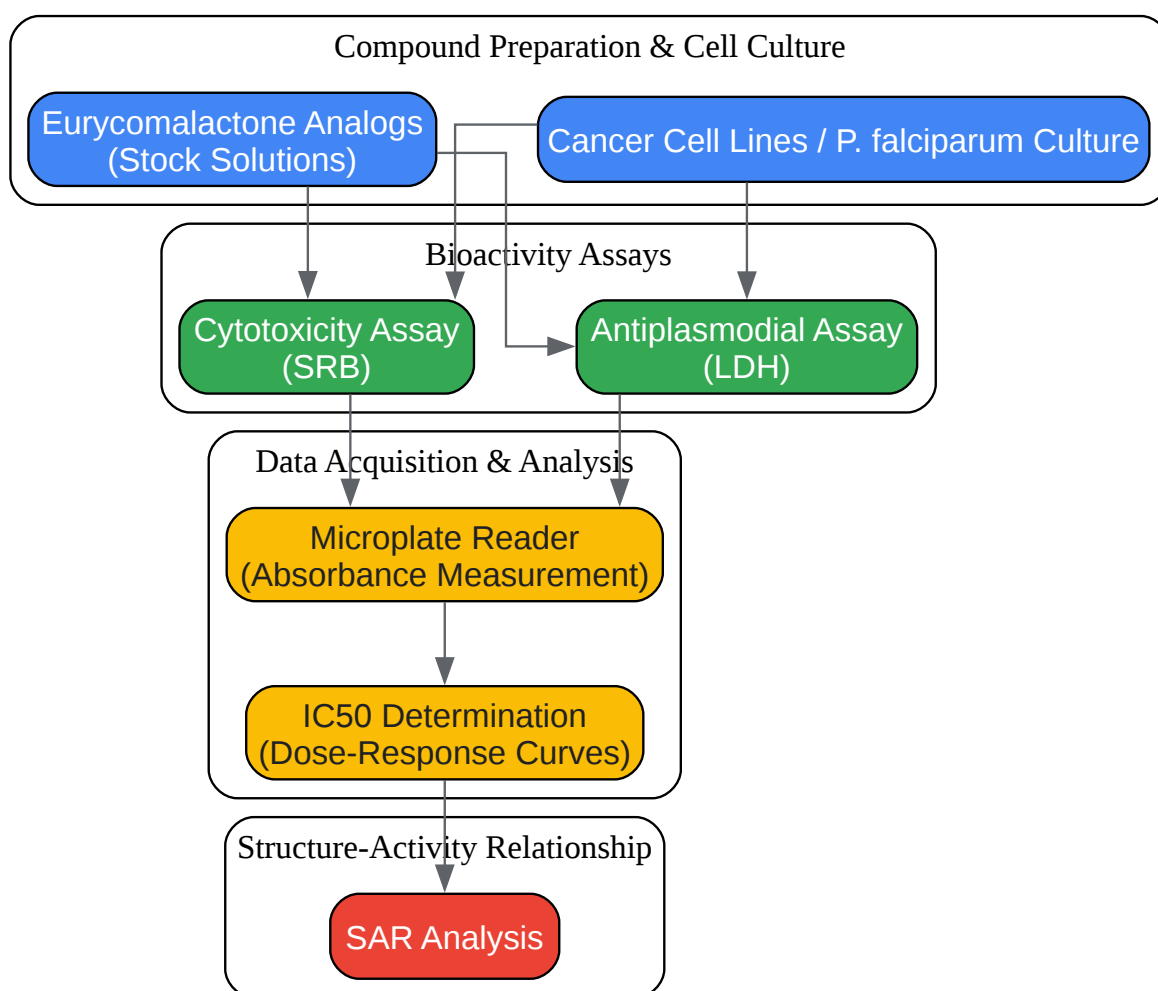 Compound Preparation & Cell Culture
Eurycomalactone Analogs
(Stock Solutions)
Cancer Cell Lines / P. falciparum Culture
Bioactivity Assays
Cytotoxicity Assay
(SRB)
Antiplasmodial Assay
(LDH)
Data Acquisition & Analysis
Microplate Reader
(Absorbance Measurement)
IC50 Determination
(Dose-Response Curves)
Structure-Activity Relationship
SAR Analysis